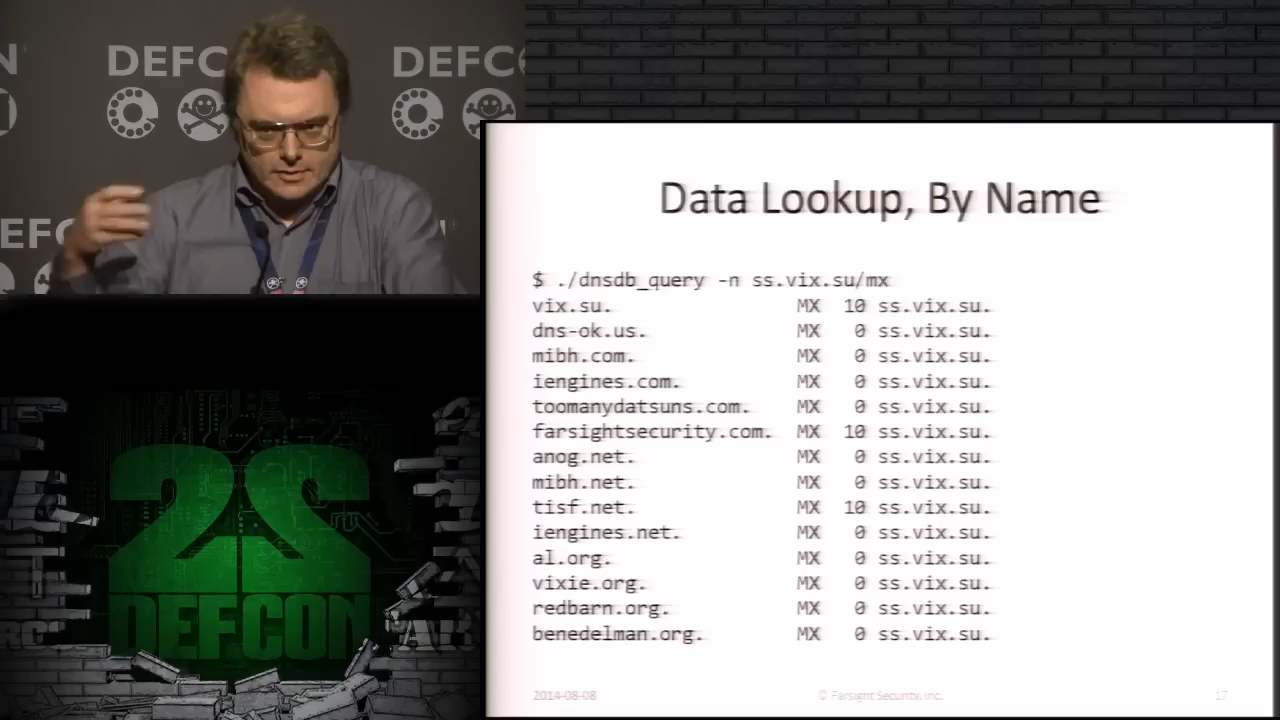 DEFC
DEFC
EFC
Data Lookup, By Name
$ ./dnsdb_query -n ss.vix.su/mx
vix.su. MX 10 ss.vix.su.
dns-ok.us. MX 0 ss.vix.su.
mibh.com. MX 0 ss.vix.su.
iengines.com. MX 0 ss.vix.su.
toomanydatsuns.com. MX 0 ss.vix.su.
farsightsecurity.com. MX 10 ss.vix.su.
anog.net. MX 0 ss.vix.su.
mibh.net. MX 0 ss.vix.su.
tisf.net. MX 10 ss.vix.su.
iengines.net. MX 0 ss.vix.su.
al.org. MX 0 ss.vix.su.
vixie.org. MX 0 ss.vix.su.
redbarn.org. MX 0 ss.vix.su.
benedelman.org. MX 0 ss.vix.su.
2014-08-08 © Farsight Security, Inc. 17
22
DEFCON